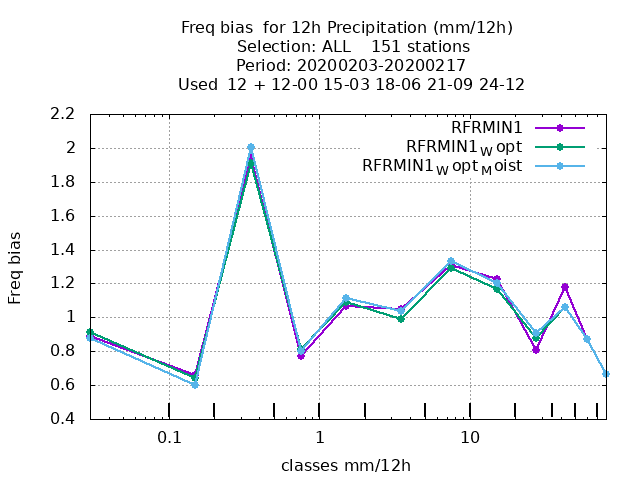 Freq bias  for 12h Precipitation (mm/12h)
Selection: ALL    151 stations
Period: 20200203-20200217
Used  12 + 12-00 15-03 18-06 21-09 24-12
2.2
2
1.8
1.6
1.4
1.2
1
0.8
0.6
0.4
Freq bias
RFRMIN1
RFRMIN1Wopt
RFRMIN1WoptMoist
0.1 1 10
classes mm/12h